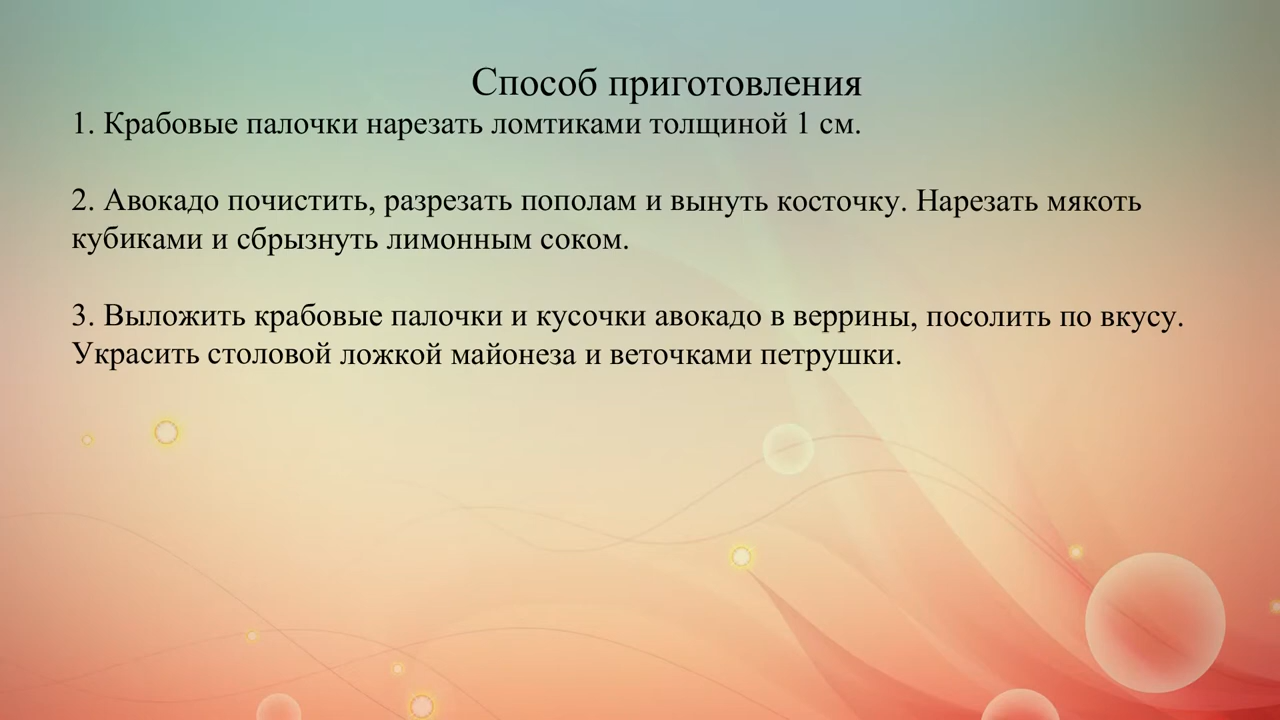 Способ приготовления
1. Крабовые палочки нарезать ломтиками толщиной 1 см.
2. Авокадо почистить, разрезать пополам и вынуть косточку. Нарезать мякоть
кубиками и сбрызнуть лимонным соком.
3. Выложить крабовые палочки и кусочки авокадо в веррины, посолить по вкусу.
Украсить столовой ложкой майонеза и веточками петрушки.